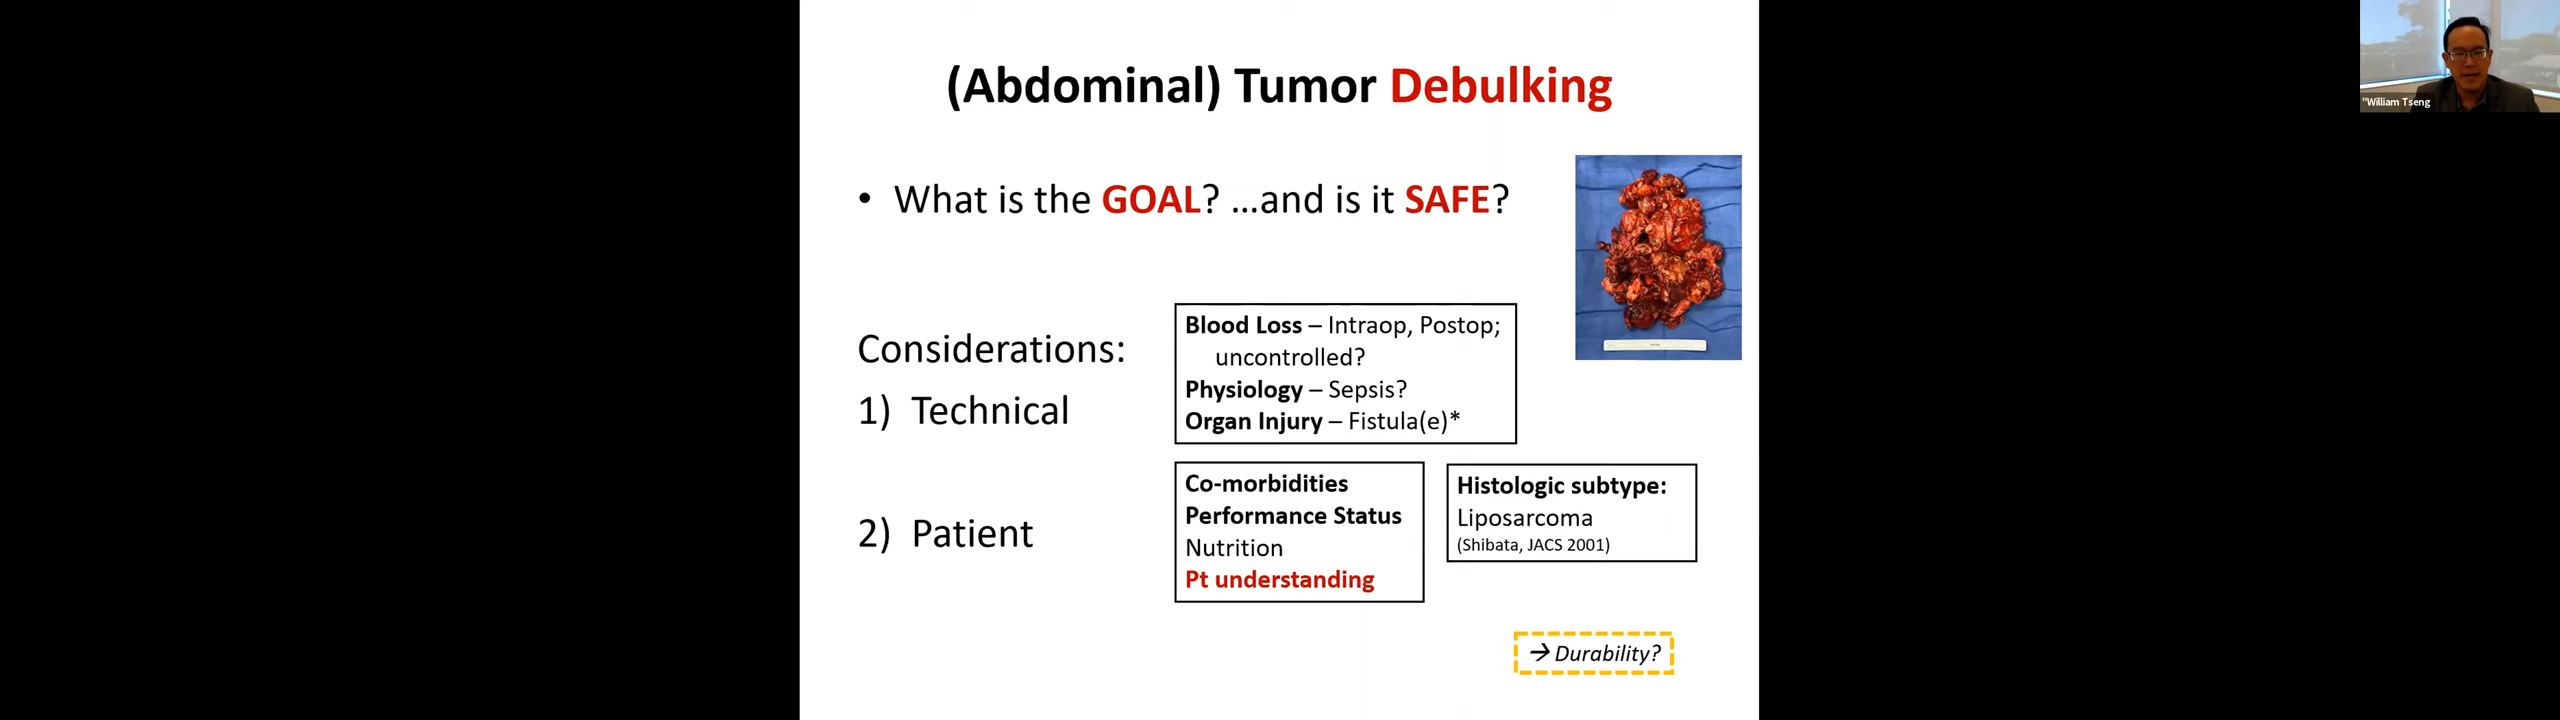 (Abdominal) Tumor Debulking
• What is the GOAL? ...and is it SAFE?
Considerations:
1) Technical
Blood Loss – Intraop, Postop;
uncontrolled?
Physiology – Sepsis?
Organ Injury – Fistula(e)*
2) Patient
Co-morbidities
Performance Status
Nutrition
Pt understanding
Histologic subtype:
Liposarcoma
(Shibata, JACS 2001)
→ Durability?
"William Tseng